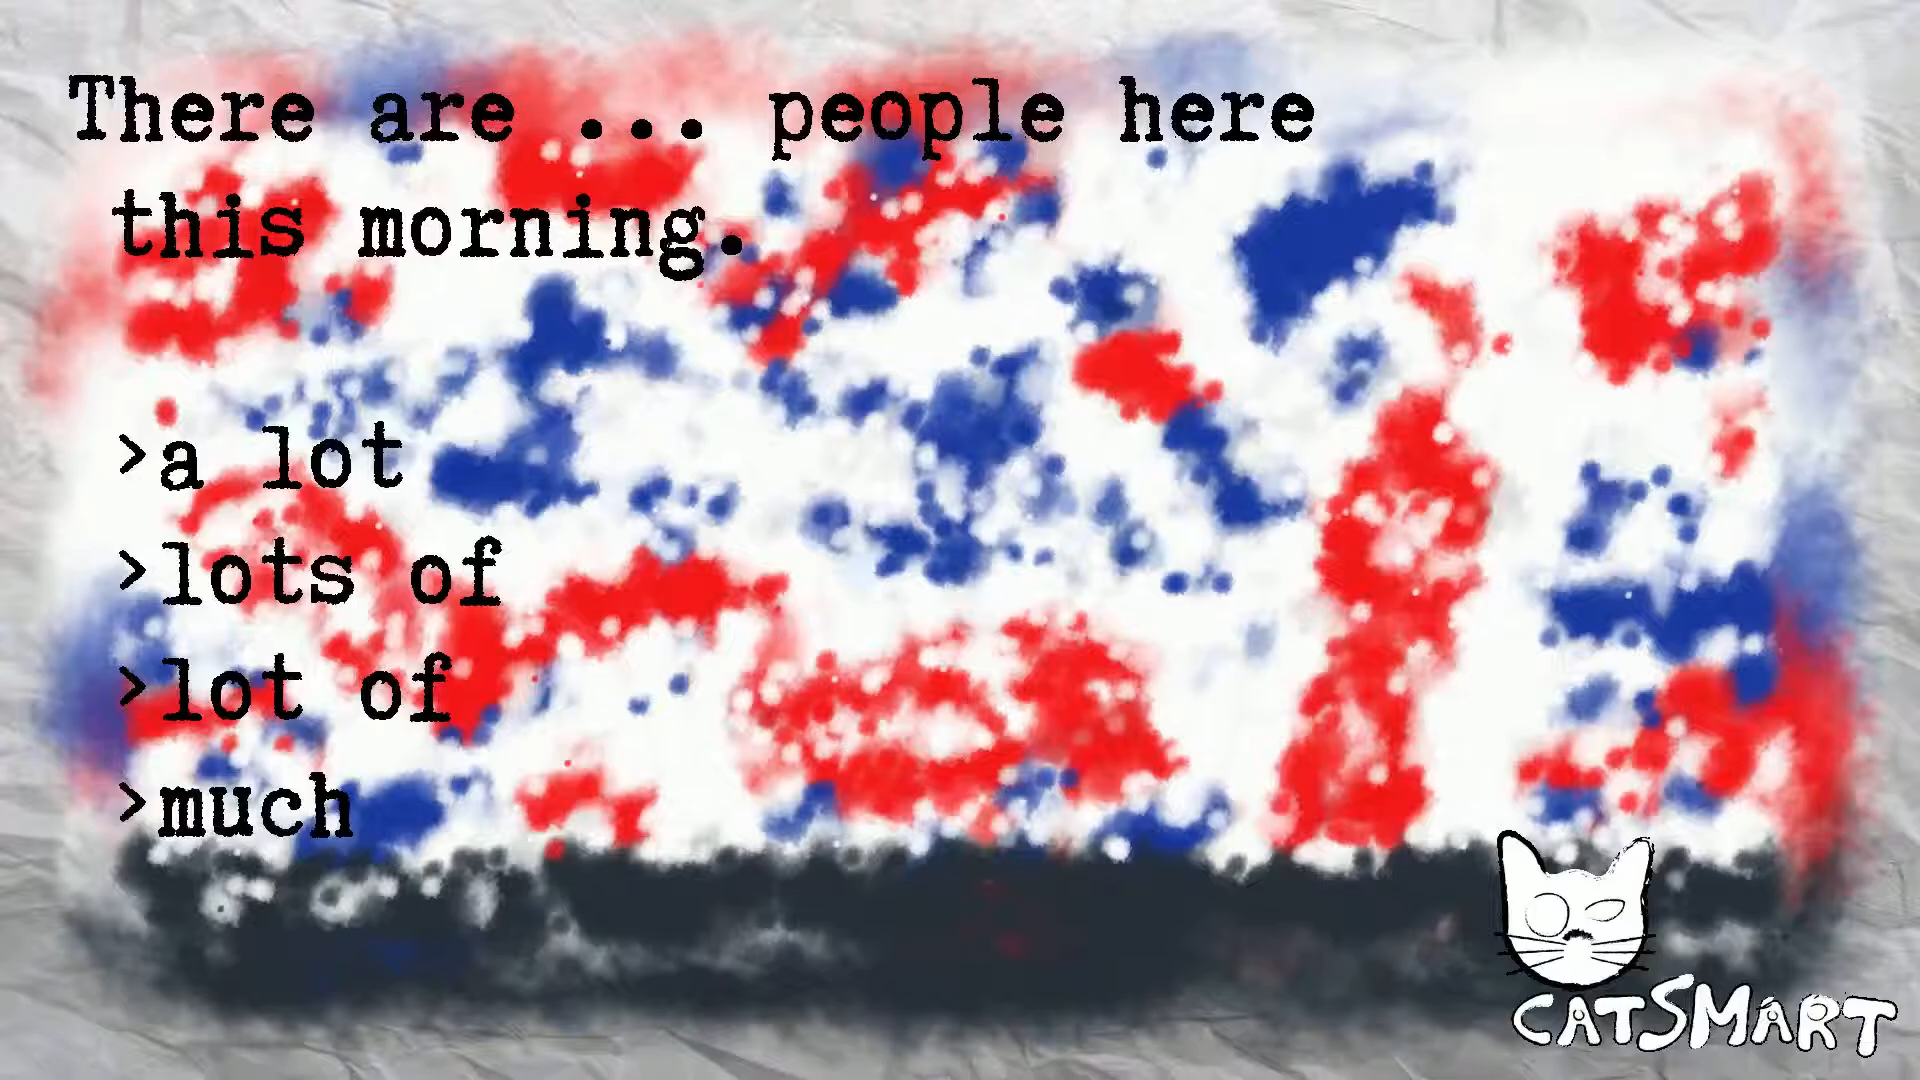 There are ... people here
this morning.
>a lot
>lots of
>lot of
>much
CATSMART